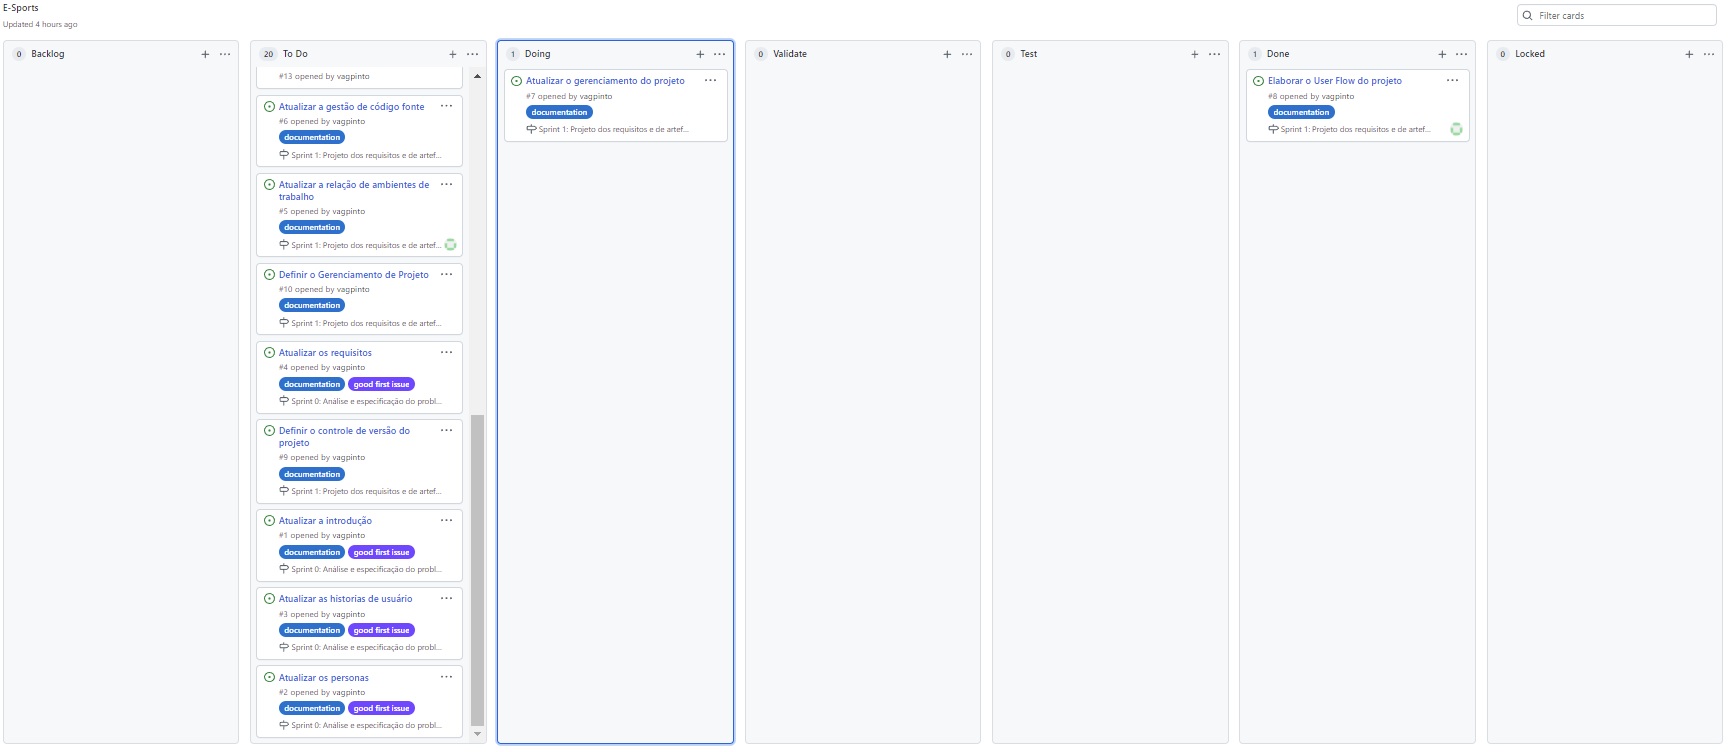 E-Sports
Updated 4 hours ago
Filter cards
0 Backlog
20 To Do
#13 opened by vagpinto
Atualizar a gestão de código fonte
#6 opened by vagpinto
documentation
Sprint 1: Projeto dos requisitos e de artef...
Atualizar a relação de ambientes de
trabalho
#5 opened by vagpinto
documentation
Sprint 1: Projeto dos requisitos e de artef...
Definir o Gerenciamento de Projeto
#10 opened by vagpinto
documentation
Sprint 1: Projeto dos requisitos e de artef...
Atualizar os requisitos
#4 opened by vagpinto
documentation good first issue
Sprint 0: Análise e especificação do probl...
Definir o controle de versão do
projeto
#9 opened by vagpinto
documentation
Sprint 1: Projeto dos requisitos e de artef...
Atualizar a introdução
#1 opened by vagpinto
documentation good first issue
Sprint 0: Análise e especificação do probl...
Atualizar as historias de usuário
#3 opened by vagpinto
documentation good first issue
Sprint 0: Análise e especificação do probl...
Atualizar os personas
#2 opened by vagpinto
documentation good first issue
Sprint 0: Análise e especificação do probl...
1 Doing
Atualizar o gerenciamento do projeto
#7 opened by vagpinto
documentation
Sprint 1: Projeto dos requisitos e de artef...
0 Validate
0 Test
1 Done
Elaborar o User Flow do projeto
#8 opened by vagpinto
documentation
Sprint 1: Projeto dos requisitos e de artef...
0 Locked